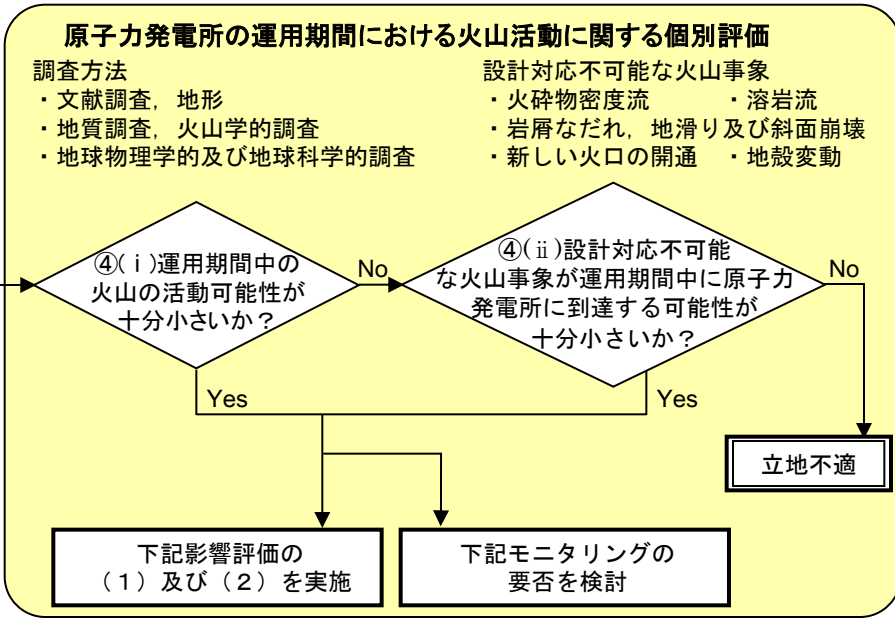 原子力発電所の運用期間における火山活動に関する個別評価
調査方法
・文献調査，地形
・地質調査，火山学的調査
・地球物理学的及び地球科学的調査
設計対応不可能な火山事象
・火砕物密度流　・溶岩流
・岩屑なだれ，地滑り及び斜面崩壊
・新しい火口の開通　・地殻変動
④(ⅰ)運用期間中の
火山の活動可能性が
十分小さいか？
No
④(ⅱ)設計対応不可能
な火山事象が運用期間中に原子力
発電所に到達する可能性が
十分小さいか？
No
Yes
Yes
立地不適
下記影響評価の
（１）及び（２）を実施
下記モニタリングの
要否を検討